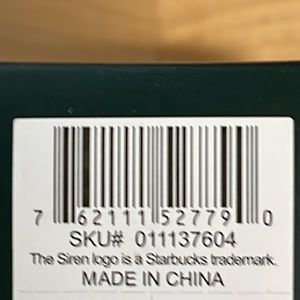 7 62111 52779 0
SKU# 011137604
The Siren logo is a Starbucks trademark.
MADE IN CHINA